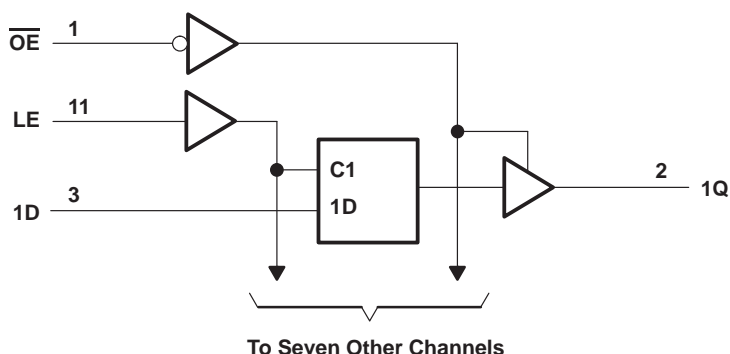 OE 1
LE 11
C1
1D 3
1D
2
1Q
To Seven Other Channels